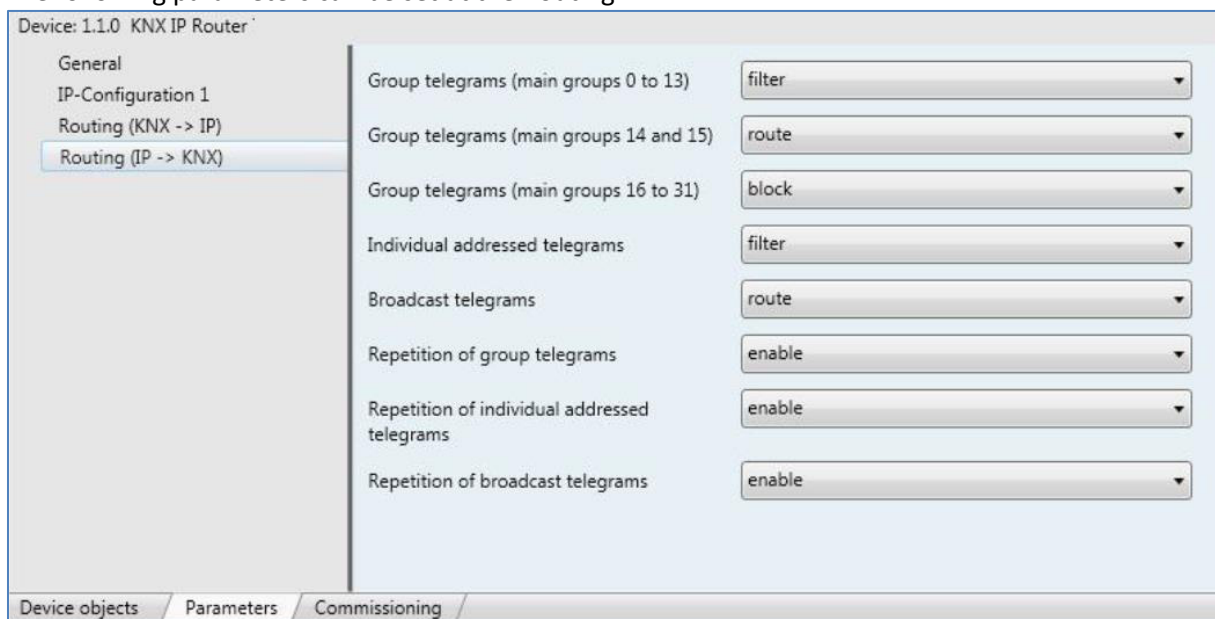 Device: 1.1.0 KNX IP Router
General
IP-Configuration 1
Routing (KNX -> IP)
Routing (IP -> KNX)
Group telegrams (main groups 0 to 13) filter
Group telegrams (main groups 14 and 15) route
Group telegrams (main groups 16 to 31) block
Individual addressed telegrams filter
Broadcast telegrams route
Repetition of group telegrams enable
Repetition of individual addressed enable
telegrams
Repetition of broadcast telegrams enable
Device objects Parameters Commissioning